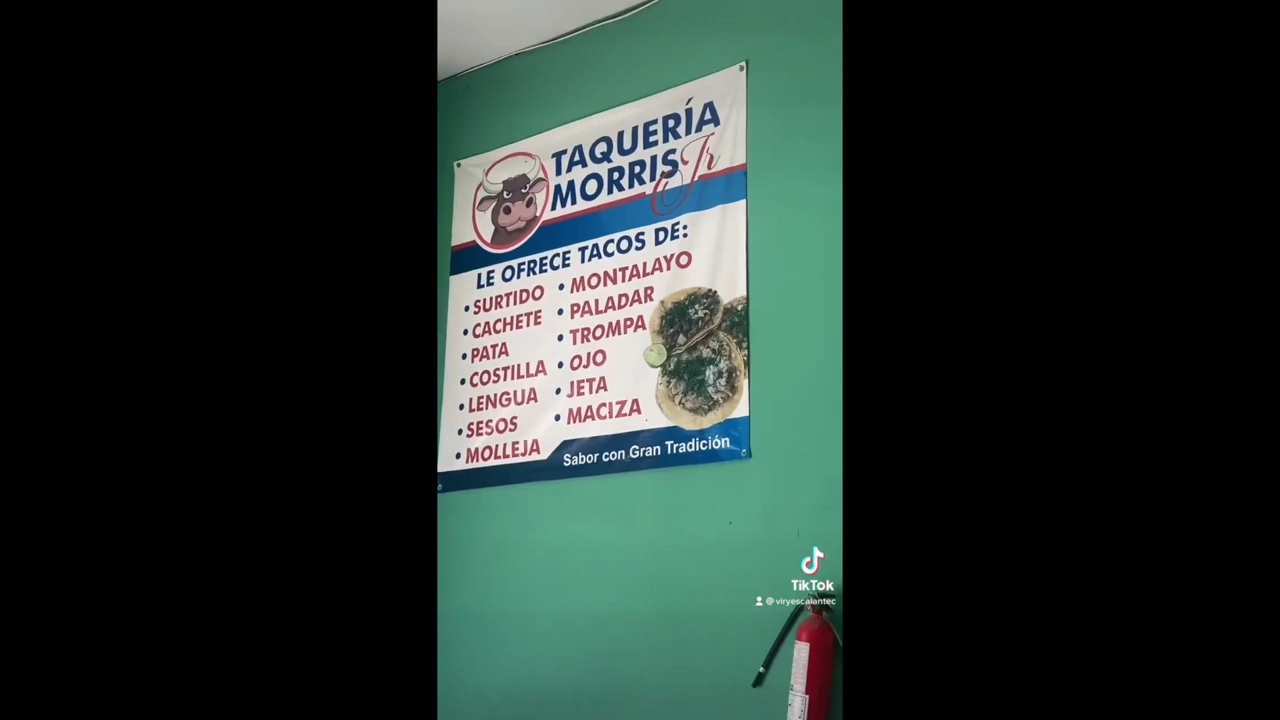 TAQUERÍA
MORRIS Jr
LE OFRECE TACOS DE:
• SURTIDO
• CACHETE
• PATA
• COSTILLA
• LENGUA
• SESOS
• MOLLEJA
• MONTALAYO
• PALADAR
• TROMPA
• OJO
• JETA
• MACIZA
Sabor con Gran Tradición
TikTok
@viryescalantec